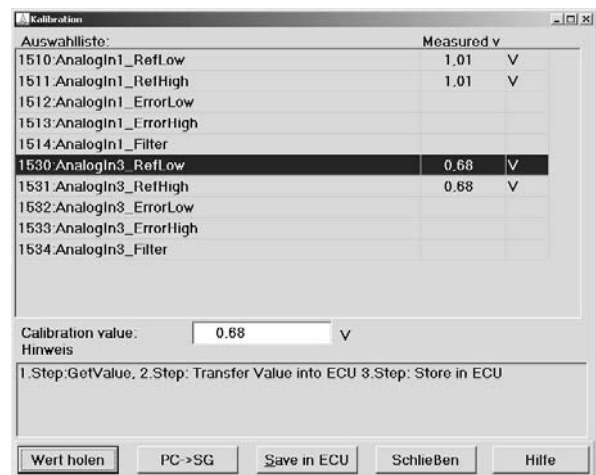 Kalibration
Auswahlliste: Measured v
1510:AnalogIn1_RefLow 1,01 V
1511:AnalogIn1_RefHigh 1,01 V
1512:AnalogIn1_ErrorLow
1513:AnalogIn1_ErrorHigh
1514:AnalogIn1_Filter
1530:AnalogIn3_RefLow 0,68 V
1531:AnalogIn3_RefHigh 0,68 V
1532:AnalogIn3_ErrorLow
1533:AnalogIn3_ErrorHigh
1534:AnalogIn3_Filter
Calibration value: 0,68 V
Hinweis
1.Step:GetValue, 2.Step: Transfer Value into ECU 3.Step: Store in ECU
Wert holen PC->SG Save in ECU Schließen Hilfe